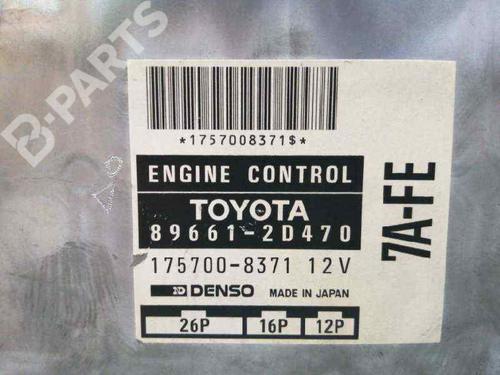 B-PARTS
*1757008371$*
ENGINE CONTROL
TOYOTA
89661-2D470
175700-8371 12V
DENSO MADE IN JAPAN
26P 16P 12P
7A-FE